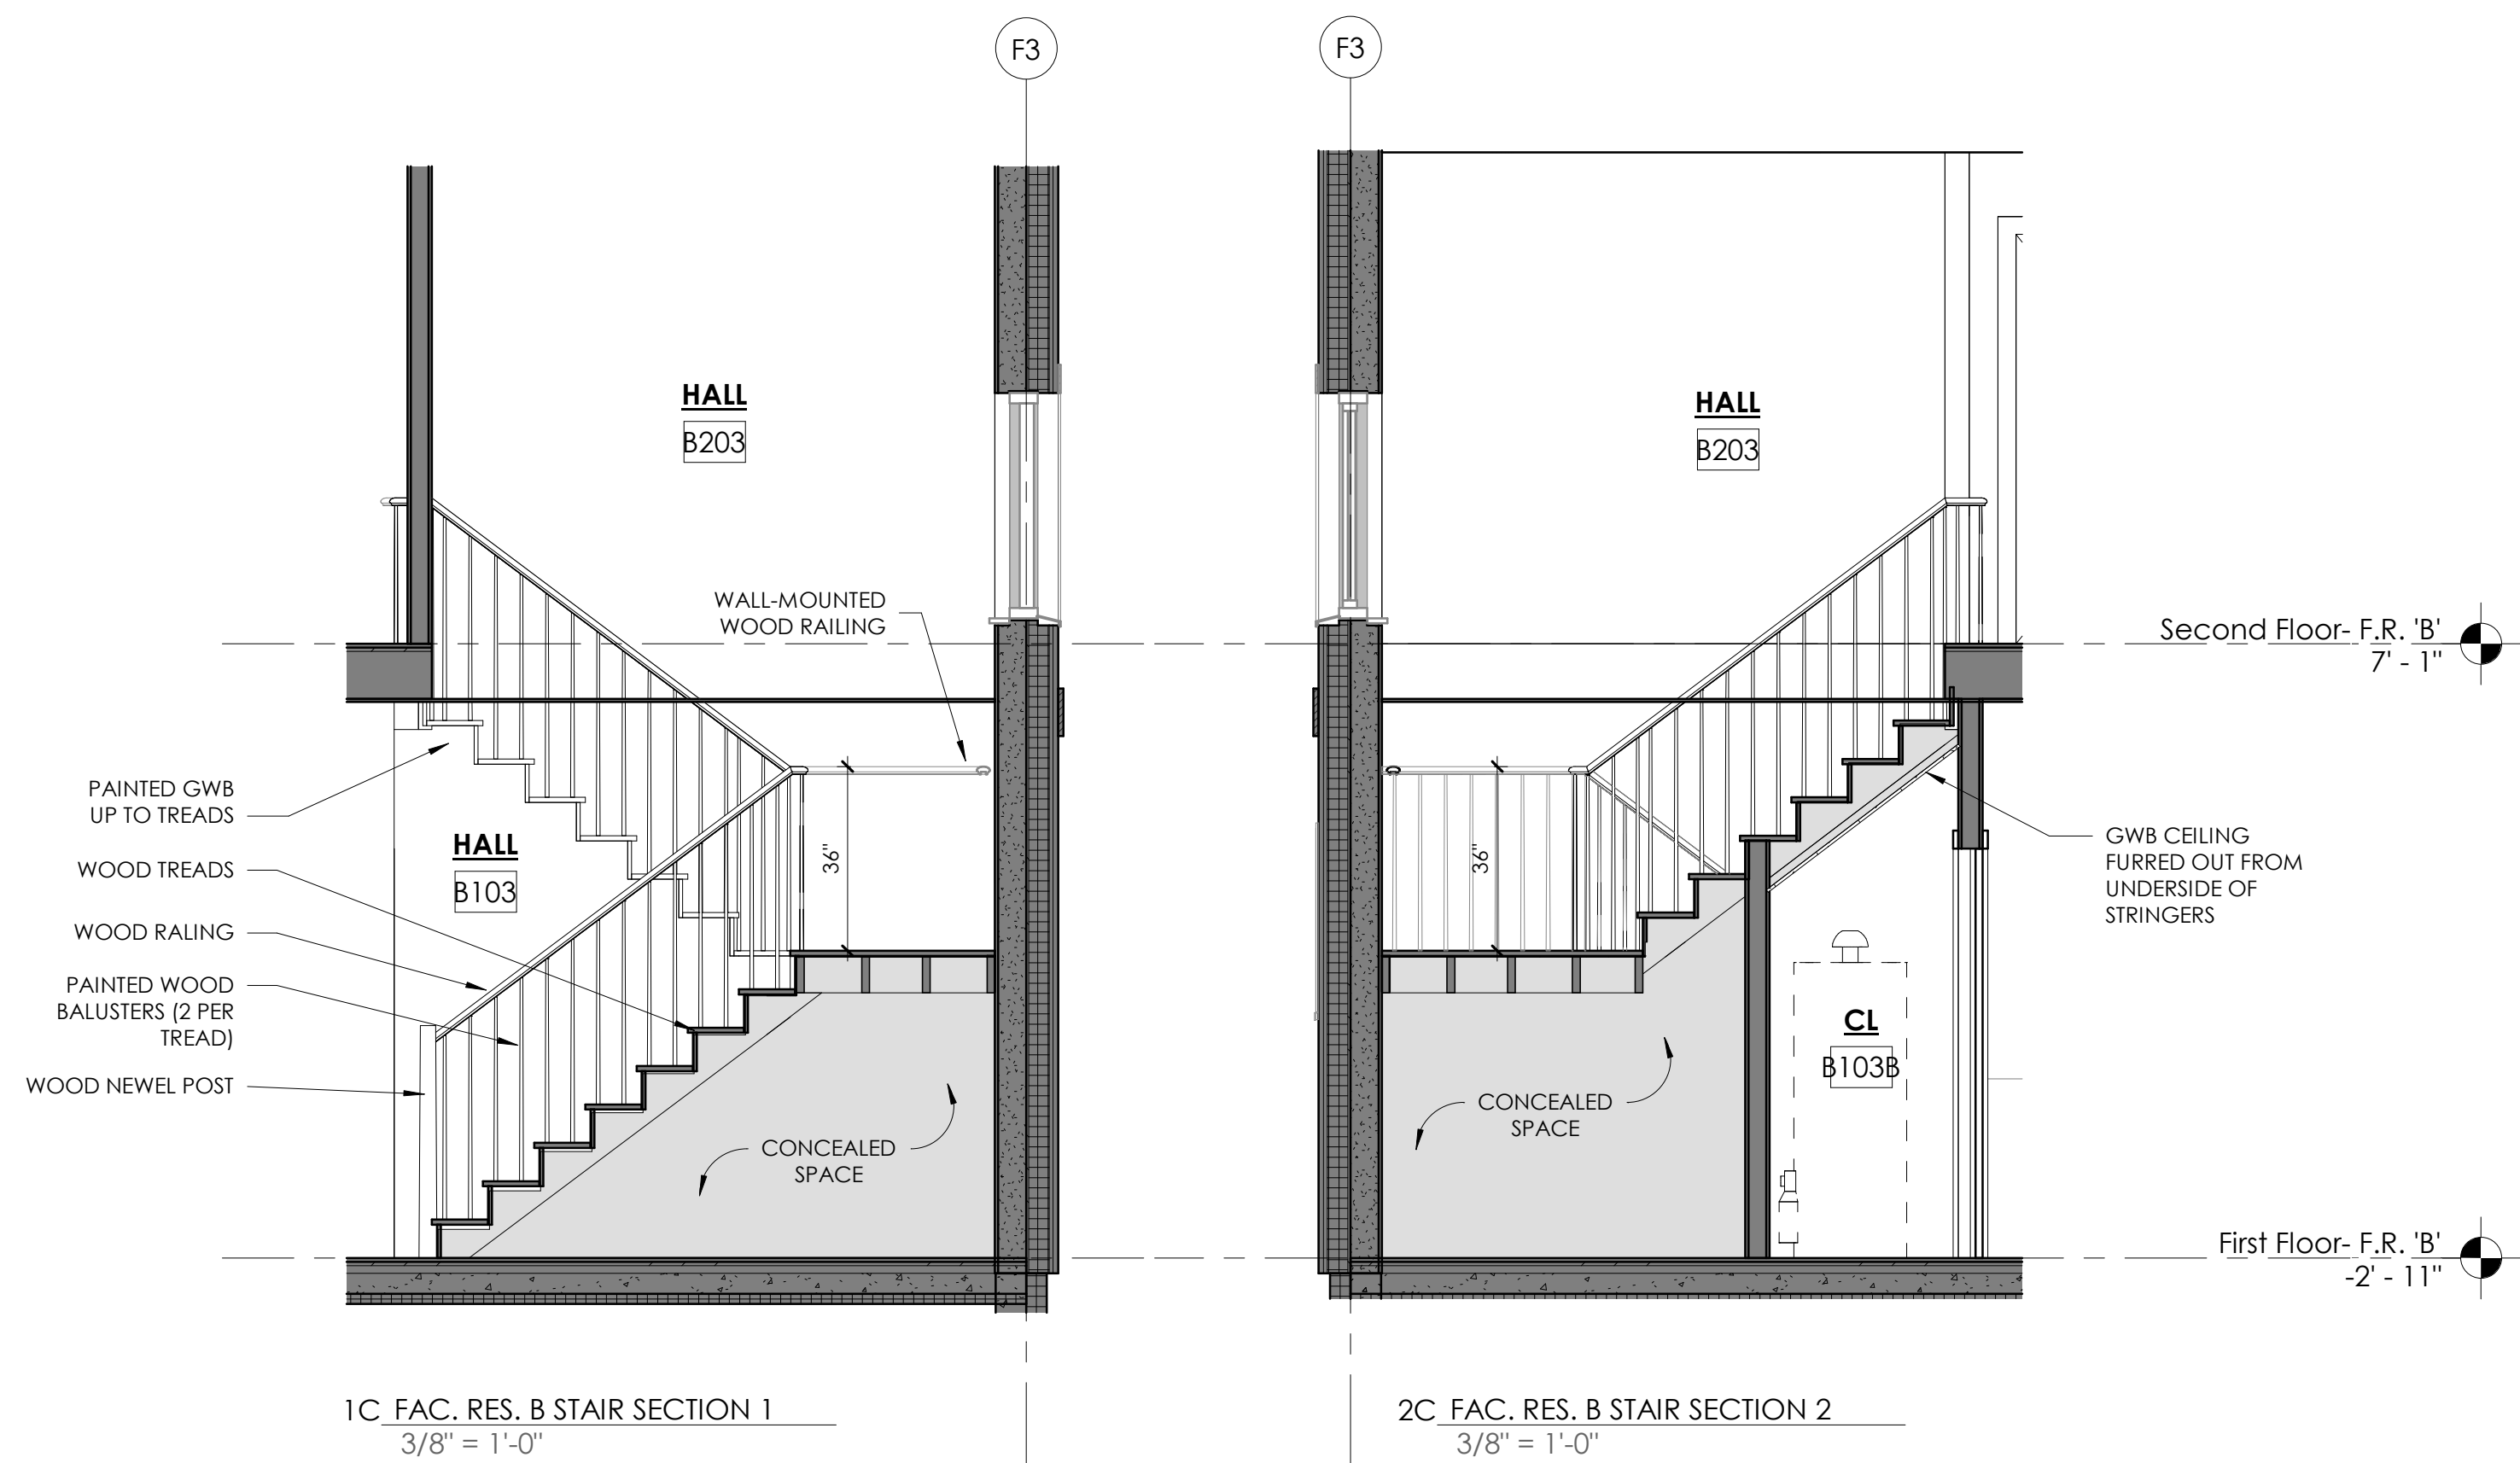 F3
F3
HALL
B203
HALL
B203
WALL-MOUNTED
WOOD RAILING
Second Floor- F.R. 'B'
7' - 1"
PAINTED GWB
UP TO TREADS
HALL
B103
WOOD TREADS
WOOD RALING
PAINTED WOOD
BALUSTERS (2 PER
TREAD)
WOOD NEWEL POST
36"
36"
GWB CEILING
FURRED OUT FROM
UNDERSIDE OF
STRINGERS
CL
B103B
CONCEALED
SPACE
CONCEALED
SPACE
First Floor- F.R. 'B'
-2' - 11"
1C FAC. RES. B STAIR SECTION 1
3/8" = 1'-0"
2C FAC. RES. B STAIR SECTION 2
3/8" = 1'-0"